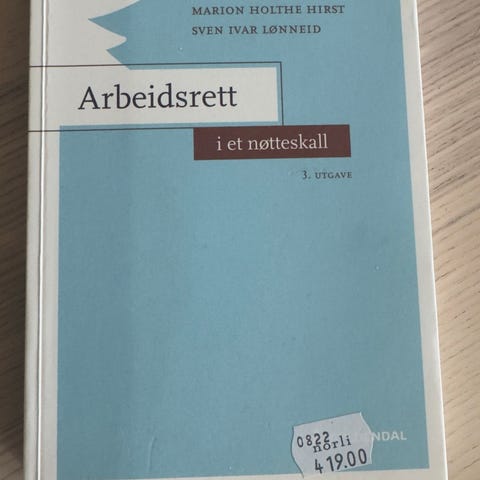 MARION HOLTHE HIRST
SVEN IVAR LØNNEID
Arbeidsrett
i et nøtteskall
3. UTGAVE
0822
norli
419.00